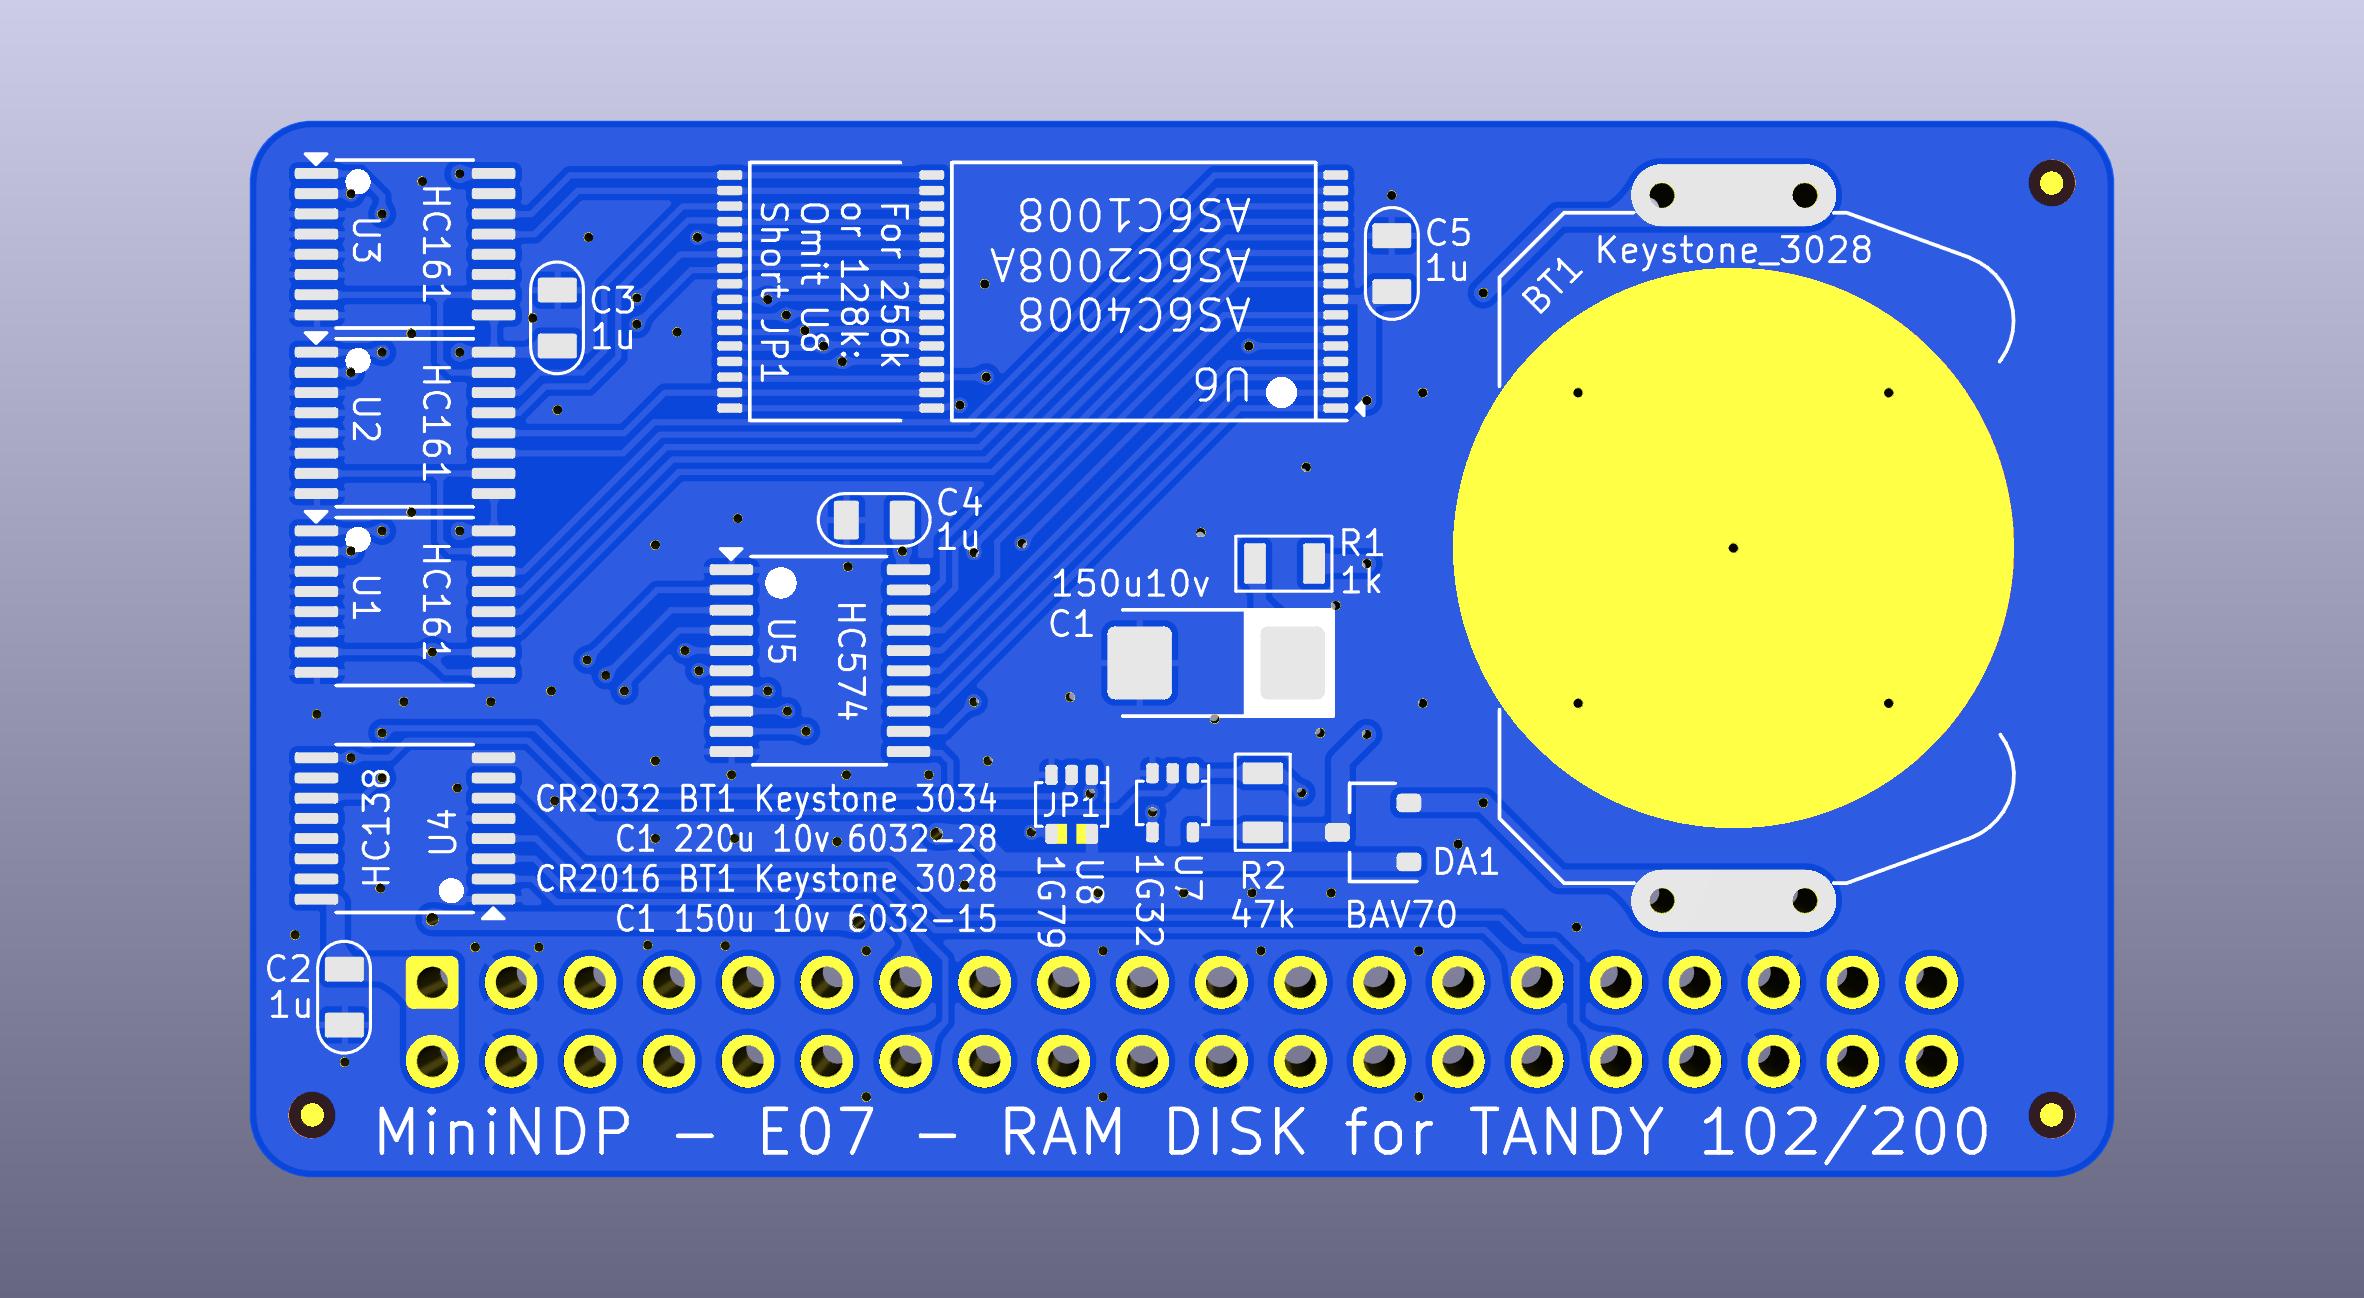 U3
HC161
U2
HC161
U1
HC161
C3
1u
For 256k
or 128k:
Omit U8
Short JP1
AS6C4008
AS6C2008A
AS6C1008
U6
C5
1u
BT1
Keystone_3028
C4
1u
U5
HC574
R1
1k
150u10v
C1
HC138
U4
CR2032 BT1 Keystone 3034
C1 220u 10v 6032-28
CR2016 BT1 Keystone 3028
C1 150u 10v 6032-15
JP1
U8
1G79
U7
1G32
R2
47k
DA1
BAV70
C2
1u
MiniNDP - E07 - RAM DISK for TANDY 102/200